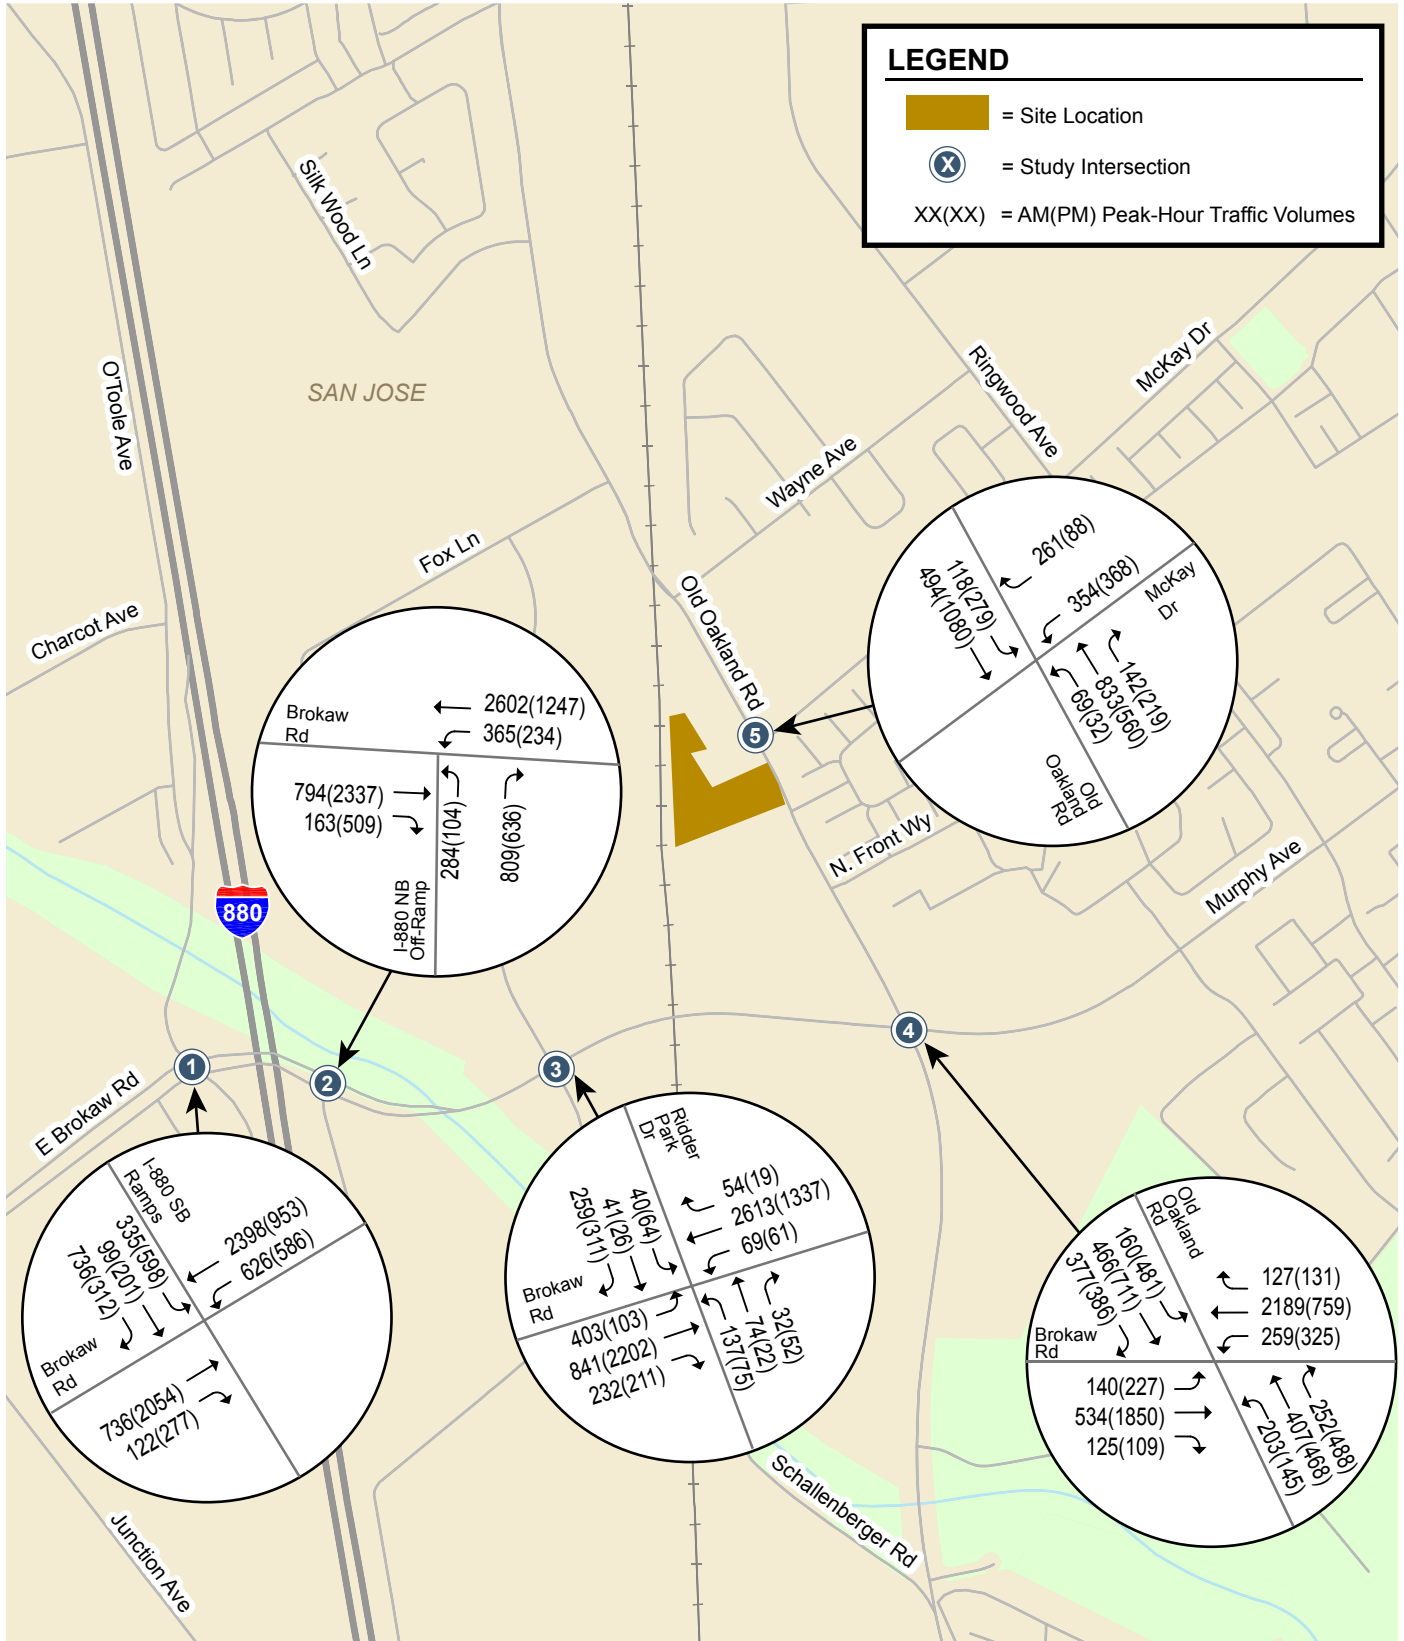 LEGEND
= Site Location
X = Study Intersection
XX(XX) = AM(PM) Peak-Hour Traffic Volumes
Silk Wood Ln
O'Toole Ave
SAN JOSE
Ringwood Ave
McKay Dr
Wayne Ave
Fox Ln
Charcot Ave
Old Oakland Rd
N. Front Wy
Murphy Ave
880
E Brokaw Rd
Junction Ave
Schallenberger Rd
1
2
3
4
5
261(88)
354(368)
118(279)
494(1080)
McKay
Dr
142(219)
833(560)
69(32)
Old
Oakland
Rd
Brokaw
Rd
2602(1247)
365(234)
794(2337)
163(509)
284(104)
809(636)
I-880 NB
Off-Ramp
I-880 SB
Ramps
335(598)
99(201)
736(312)
2398(953)
626(586)
Brokaw
Rd
736(2054)
122(277)
Ridder
Park
Dr
40(64)
41(26)
259(311)
54(19)
2613(1337)
69(61)
Brokaw
Rd
403(103)
841(2202)
232(211)
32(52)
74(22)
137(75)
Old
Oakland
Rd
160(481)
466(711)
377(386)
127(131)
2189(759)
259(325)
Brokaw
Rd
140(227)
534(1850)
125(109)
252(488)
407(468)
203(145)